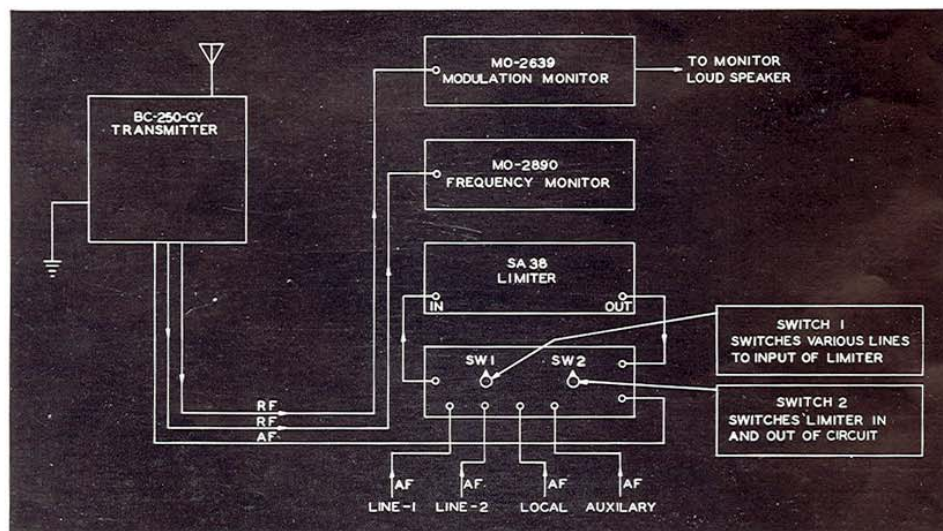 BC-250-GY
TRANSMITTER
MO-2639
MODULATION MONITOR
TO MONITOR
LOUD SPEAKER
MO-2890
FREQUENCY MONITOR
SA 38
LIMITER
IN
OUT
SW1
SW2
SWITCH 1
SWITCHES VARIOUS LINES
TO INPUT OF LIMITER
SWITCH 2
SWITCHES LIMITER IN
AND OUT OF CIRCUIT
RF
RF
AF
AF
AF
AF
AF
LINE-1
LINE-2
LOCAL
AUXILARY